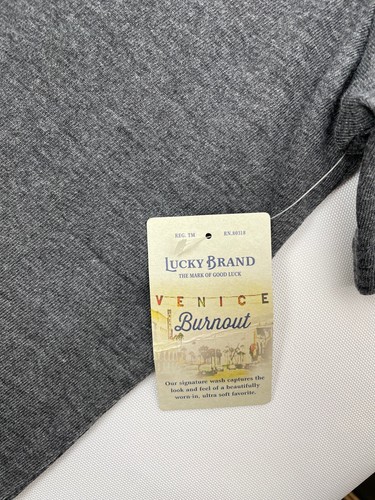 REG. TM RN.80318
LUCKY BRAND
THE MARK OF GOOD LUCK
VENICE
Burnout
Our signature wash captures the
look and feel of a beautifully
worn-in, ultra soft favorite.